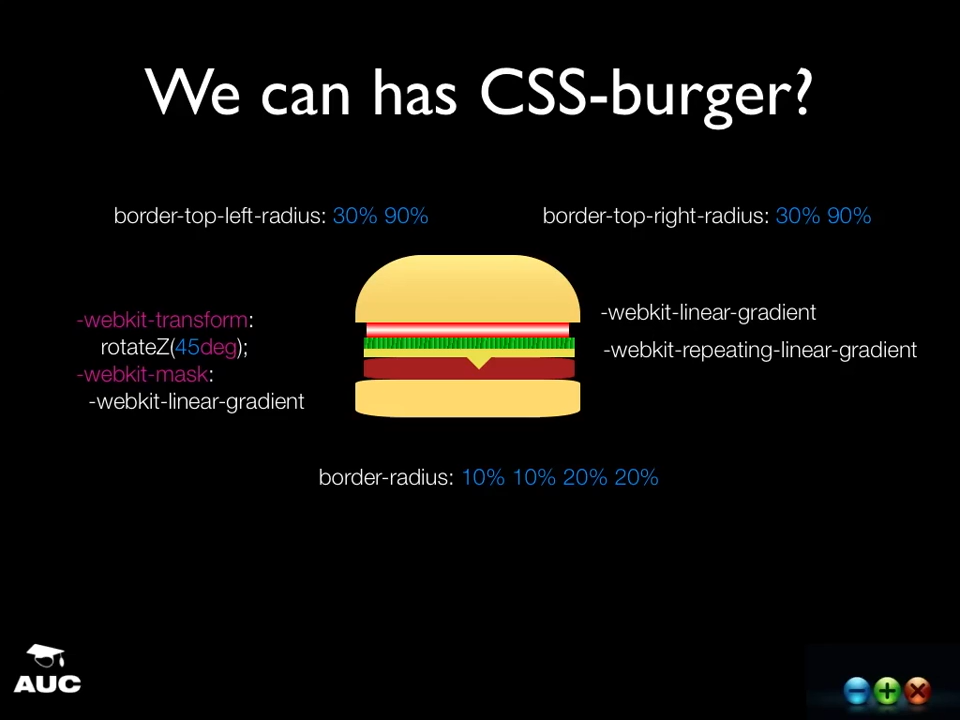 We can has CSS-burger?
border-top-left-radius: 30% 90%
border-top-right-radius: 30% 90%
-webkit-transform:
rotateZ(45deg);
-webkit-mask:
-webkit-linear-gradient
-webkit-linear-gradient
-webkit-repeating-linear-gradient
border-radius: 10% 10% 20% 20%
AUC